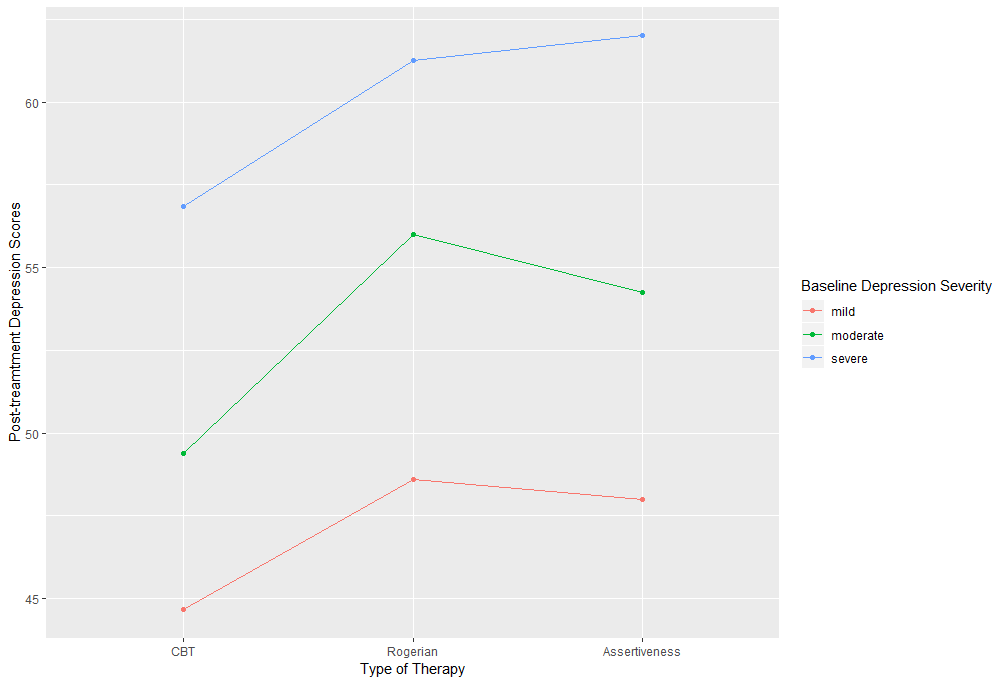 Post-treamtment Depression Scores
60
55
50
45
CBT
Rogerian
Assertiveness
Type of Therapy
Baseline Depression Severity
mild
moderate
severe